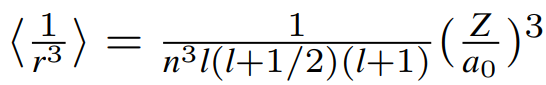 ⟨1/r³⟩ = 1/(n³l(l+1/2)(l+1)) (Z/a₀)³